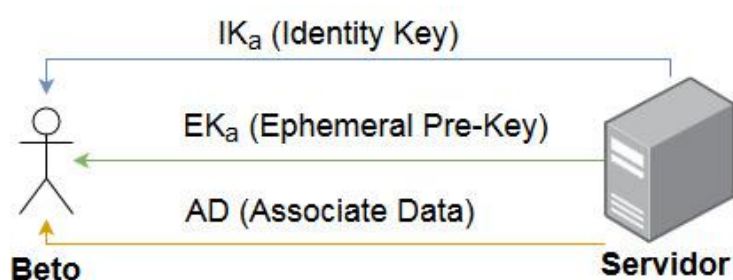 IKa (Identity Key)
EKa (Ephemeral Pre-Key)
AD (Associate Data)
Beto
Servidor